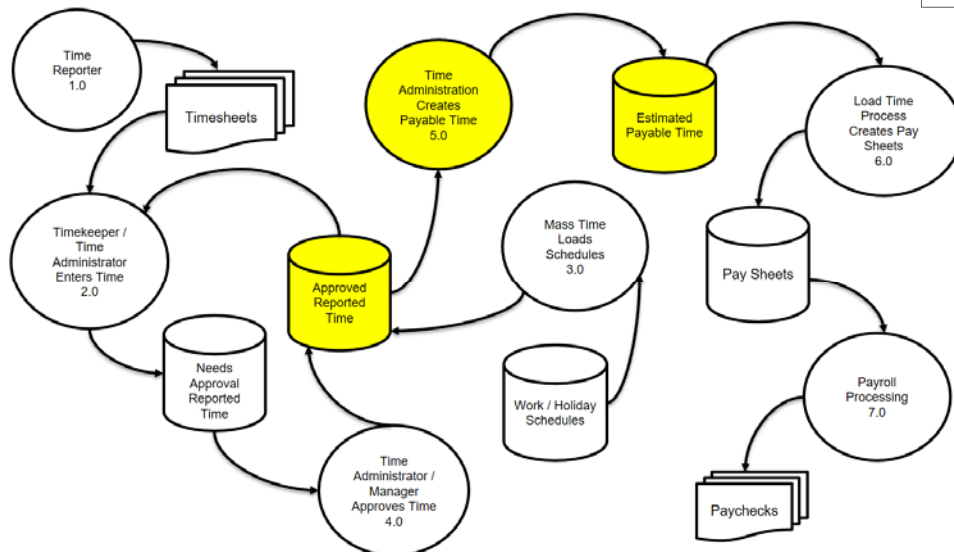 Time
Reporter
1.0
Timesheets
Timekeeper /
Time
Administrator
Enters Time
2.0
Needs
Approval
Reported
Time
Time
Administrator /
Manager
Approves Time
4.0
Approved
Reported
Time
Mass Time
Loads
Schedules
3.0
Work / Holiday
Schedules
Time
Administration
Creates
Payable Time
5.0
Estimated
Payable Time
Load Time
Process
Creates Pay
Sheets
6.0
Pay Sheets
Payroll
Processing
7.0
Paychecks